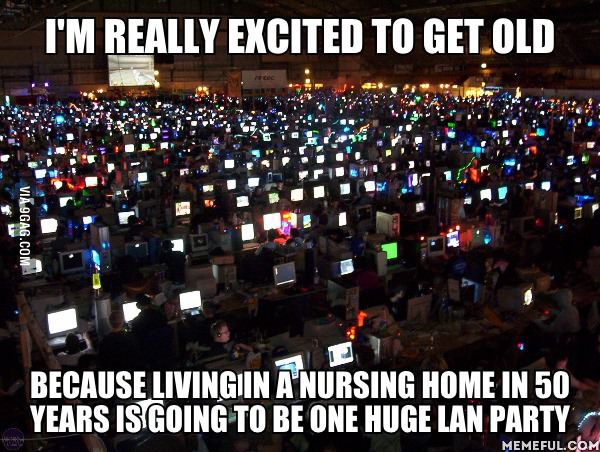 I'M REALLY EXCITED TO GET OLD
VIA 9GAG.COM
BECAUSE LIVING IN A NURSING HOME IN 50
YEARS IS GOING TO BE ONE HUGE LAN PARTY
MEMEFUL.COM